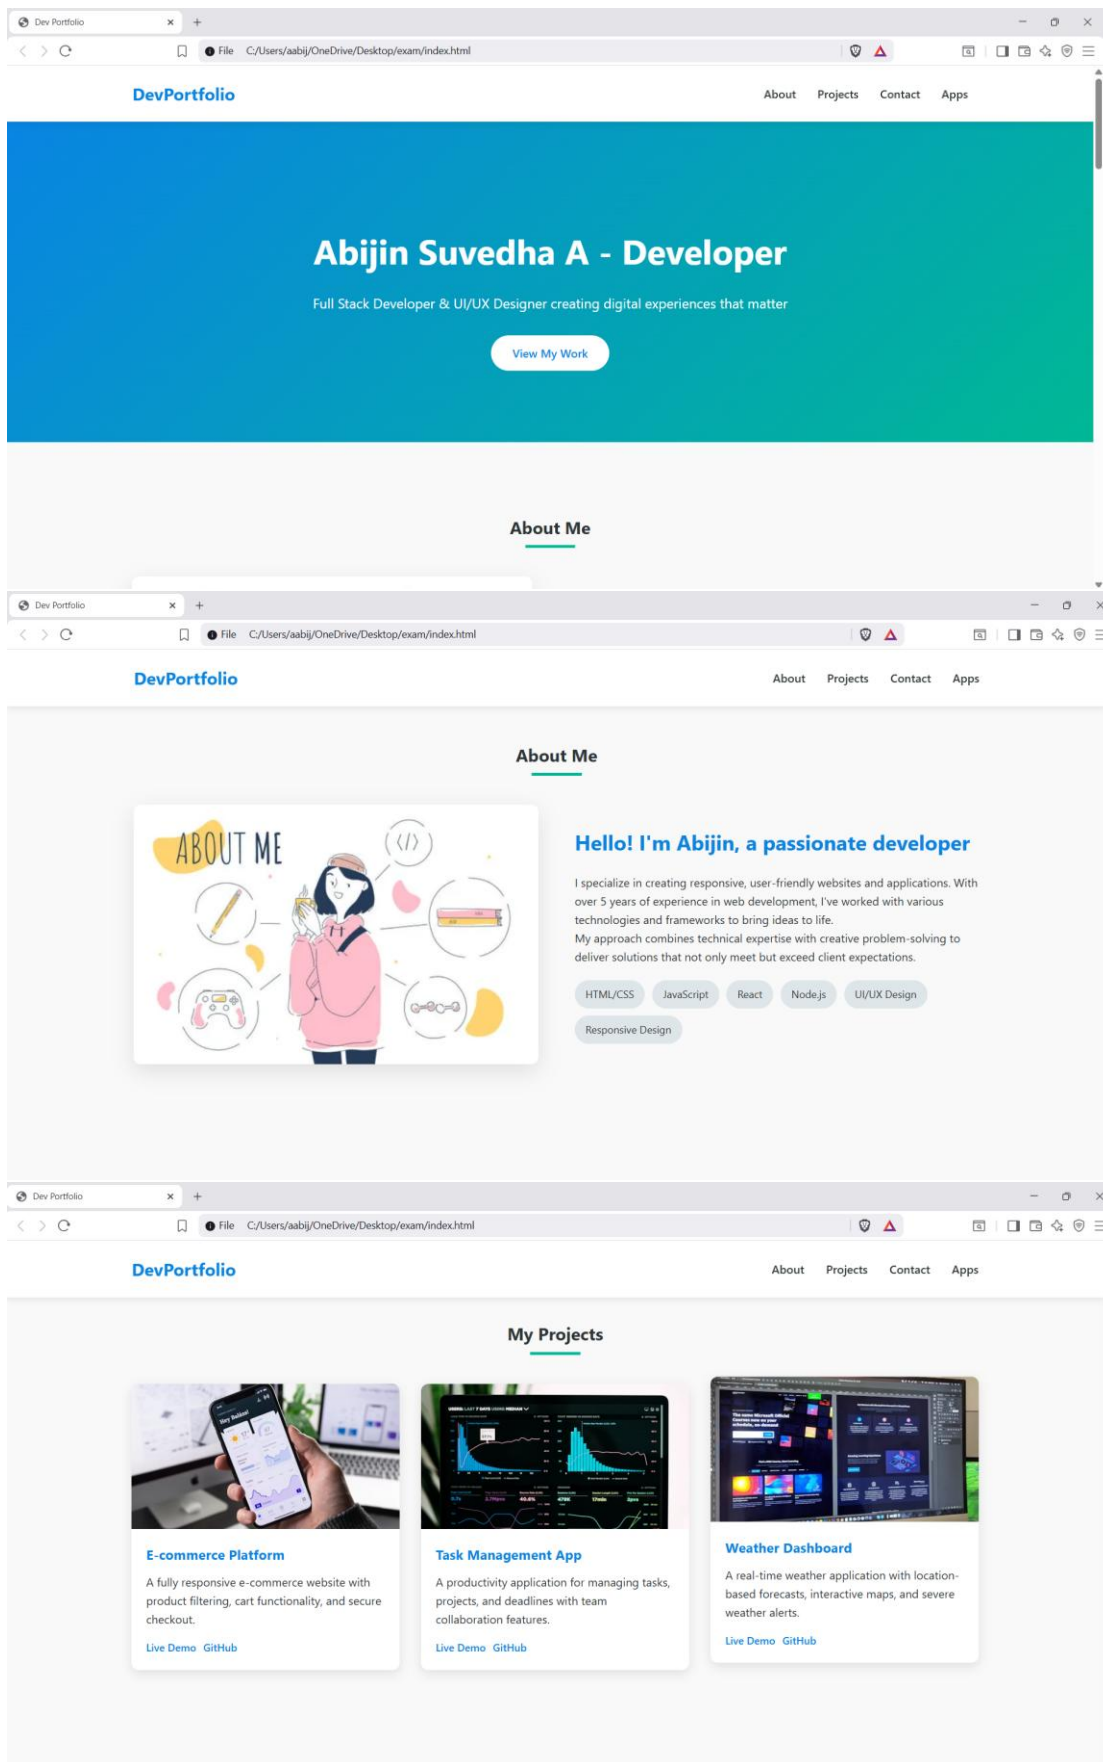 Dev Portfolio
File C:/Users/aabij/OneDrive/Desktop/exam/index.html
DevPortfolio
About Projects Contact Apps
Abijin Suvedha A - Developer
Full Stack Developer & UI/UX Designer creating digital experiences that matter
View My Work
About Me
Dev Portfolio
File C:/Users/aabij/OneDrive/Desktop/exam/index.html
DevPortfolio
About Projects Contact Apps
About Me
ABOUT ME
</>
Hello! I'm Abijin, a passionate developer
I specialize in creating responsive, user-friendly websites and applications. With
over 5 years of experience in web development, I've worked with various
technologies and frameworks to bring ideas to life.
My approach combines technical expertise with creative problem-solving to
deliver solutions that not only meet but exceed client expectations.
HTML/CSS JavaScript React Node.js UI/UX Design
Responsive Design
Dev Portfolio
File C:/Users/aabij/OneDrive/Desktop/exam/index.html
DevPortfolio
About Projects Contact Apps
My Projects
E-commerce Platform
A fully responsive e-commerce website with
product filtering, cart functionality, and secure
checkout.
Live Demo GitHub
Task Management App
A productivity application for managing tasks,
projects, and deadlines with team
collaboration features.
Live Demo GitHub
Weather Dashboard
A real-time weather application with location-
based forecasts, interactive maps, and severe
weather alerts.
Live Demo GitHub